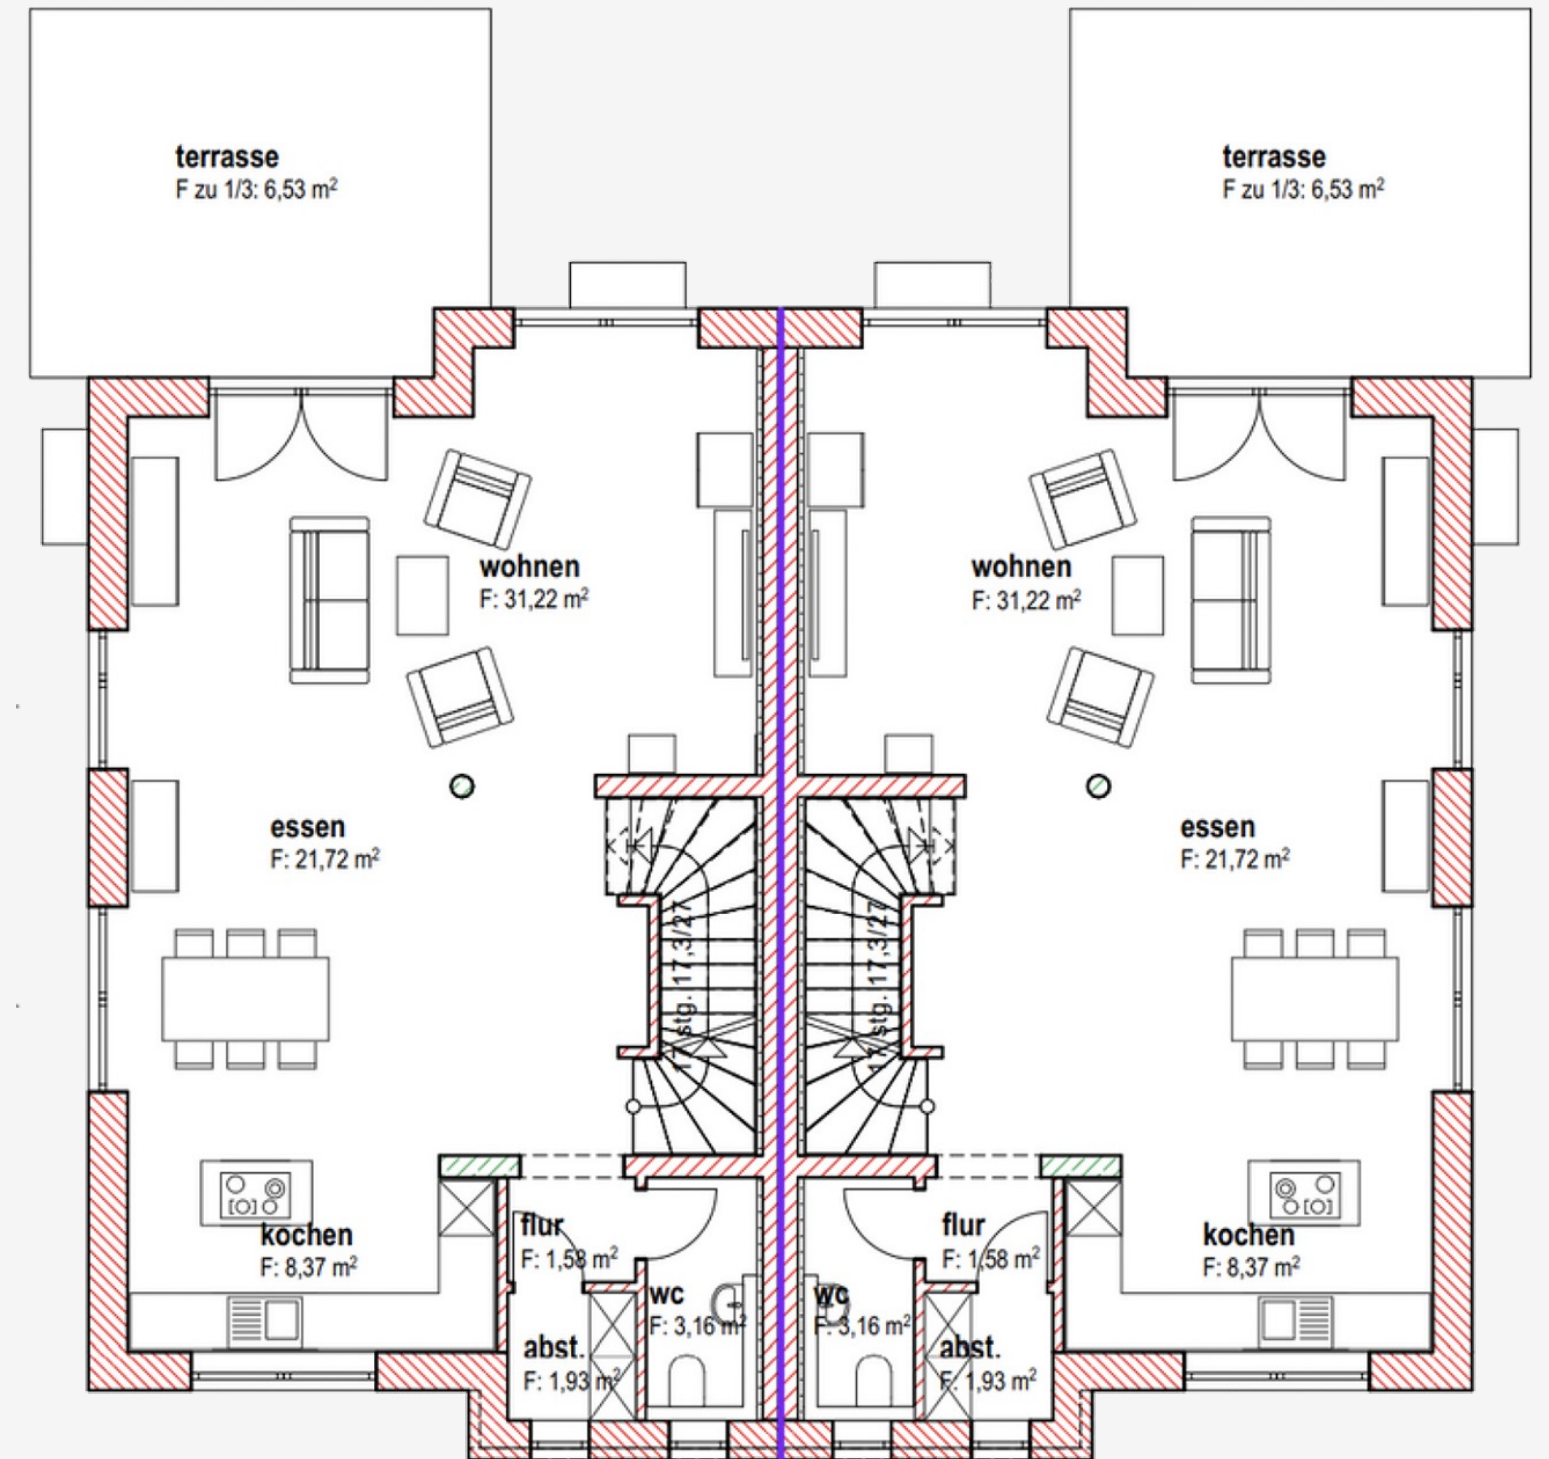 terrasse
F zu 1/3: 6,53 m²
terrasse
F zu 1/3: 6,53 m²
wohnen
F: 31,22 m²
wohnen
F: 31,22 m²
essen
F: 21,72 m²
essen
F: 21,72 m²
17 stg. 17,3/27
17 stg. 17,3/27
kochen
F: 8,37 m²
flur
F: 1,58 m²
flur
F: 1,58 m²
kochen
F: 8,37 m²
wc
F: 3,16 m²
wc
F: 3,16 m²
abst.
F: 1,93 m²
abst.
F: 1,93 m²